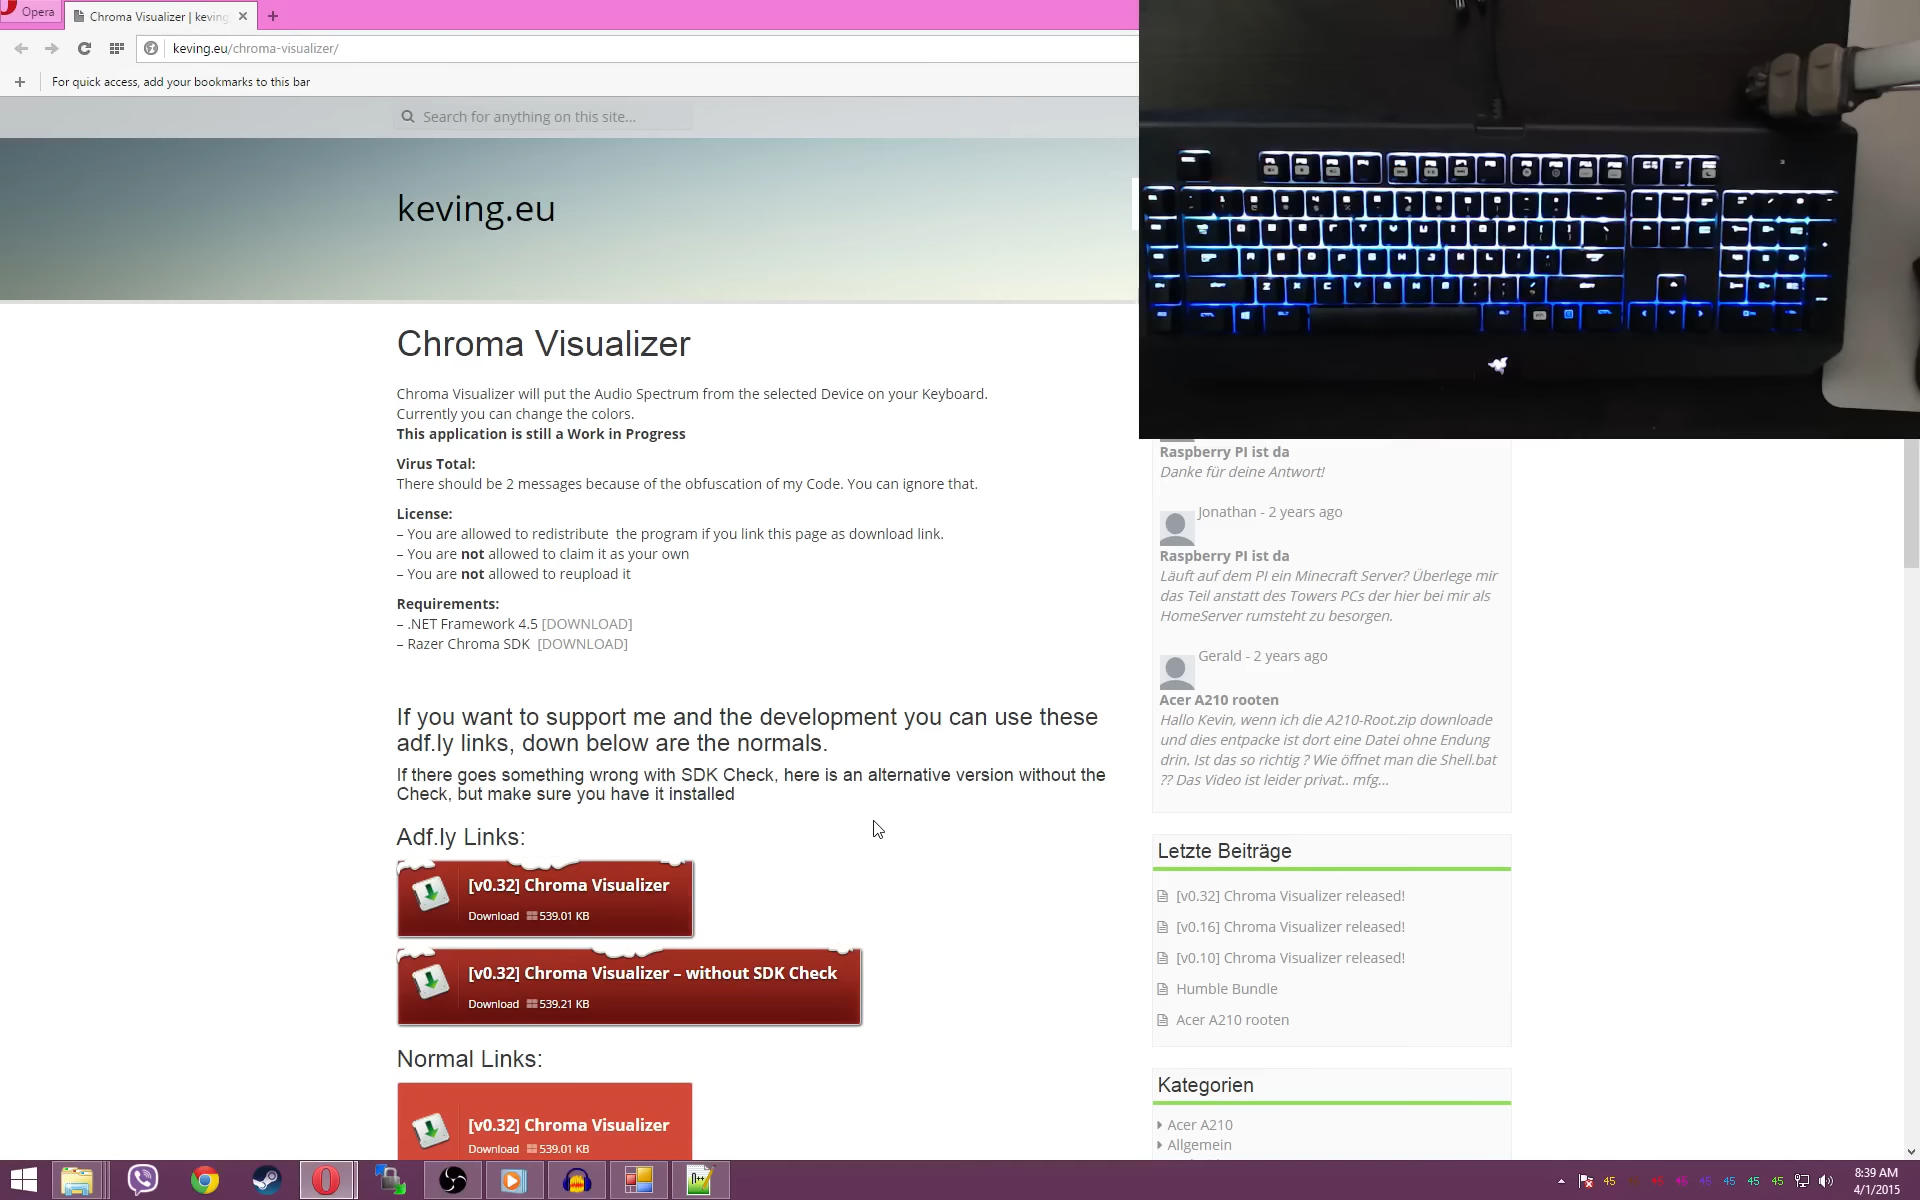 Opera
Chroma Visualizer | keving
keving.eu/chroma-visualizer/
For quick access, add your bookmarks to this bar
Search for anything on this site...
keving.eu
Chroma Visualizer
Chroma Visualizer will put the Audio Spectrum from the selected Device on your Keyboard.
Currently you can change the colors.
This application is still a Work in Progress
Virus Total:
There should be 2 messages because of the obfuscation of my Code. You can ignore that.
License:
– You are allowed to redistribute the program if you link this page as download link.
– You are not allowed to claim it as your own
– You are not allowed to reupload it
Requirements:
– .NET Framework 4.5 [DOWNLOAD]
– Razer Chroma SDK [DOWNLOAD]
If you want to support me and the development you can use these
adf.ly links, down below are the normals.
If there goes something wrong with SDK Check, here is an alternative version without the
Check, but make sure you have it installed
Adf.ly Links:
[v0.32] Chroma Visualizer
Download 539.01 KB
[v0.32] Chroma Visualizer – without SDK Check
Download 539.21 KB
Normal Links:
[v0.32] Chroma Visualizer
Download 539.01 KB
Raspberry PI ist da
Danke für deine Antwort!
Jonathan - 2 years ago
Raspberry PI ist da
Läuft auf dem PI ein Minecraft Server? Überlege mir
das Teil anstatt des Towers PCs der hier bei mir als
HomeServer rumsteht zu besorgen.
Gerald - 2 years ago
Acer A210 rooten
Hallo Kevin, wenn ich die A210-Root.zip downloade
und dies entpacke ist dort eine Datei ohne Endung
drin. Ist das so richtig ? Wie öffnet man die Shell.bat
?? Das Video ist leider privat.. mfg...
Letzte Beiträge
[v0.32] Chroma Visualizer released!
[v0.16] Chroma Visualizer released!
[v0.10] Chroma Visualizer released!
Humble Bundle
Acer A210 rooten
Kategorien
Acer A210
Allgemein
45 45 45 45 45 45 45
8:39 AM
4/1/2015